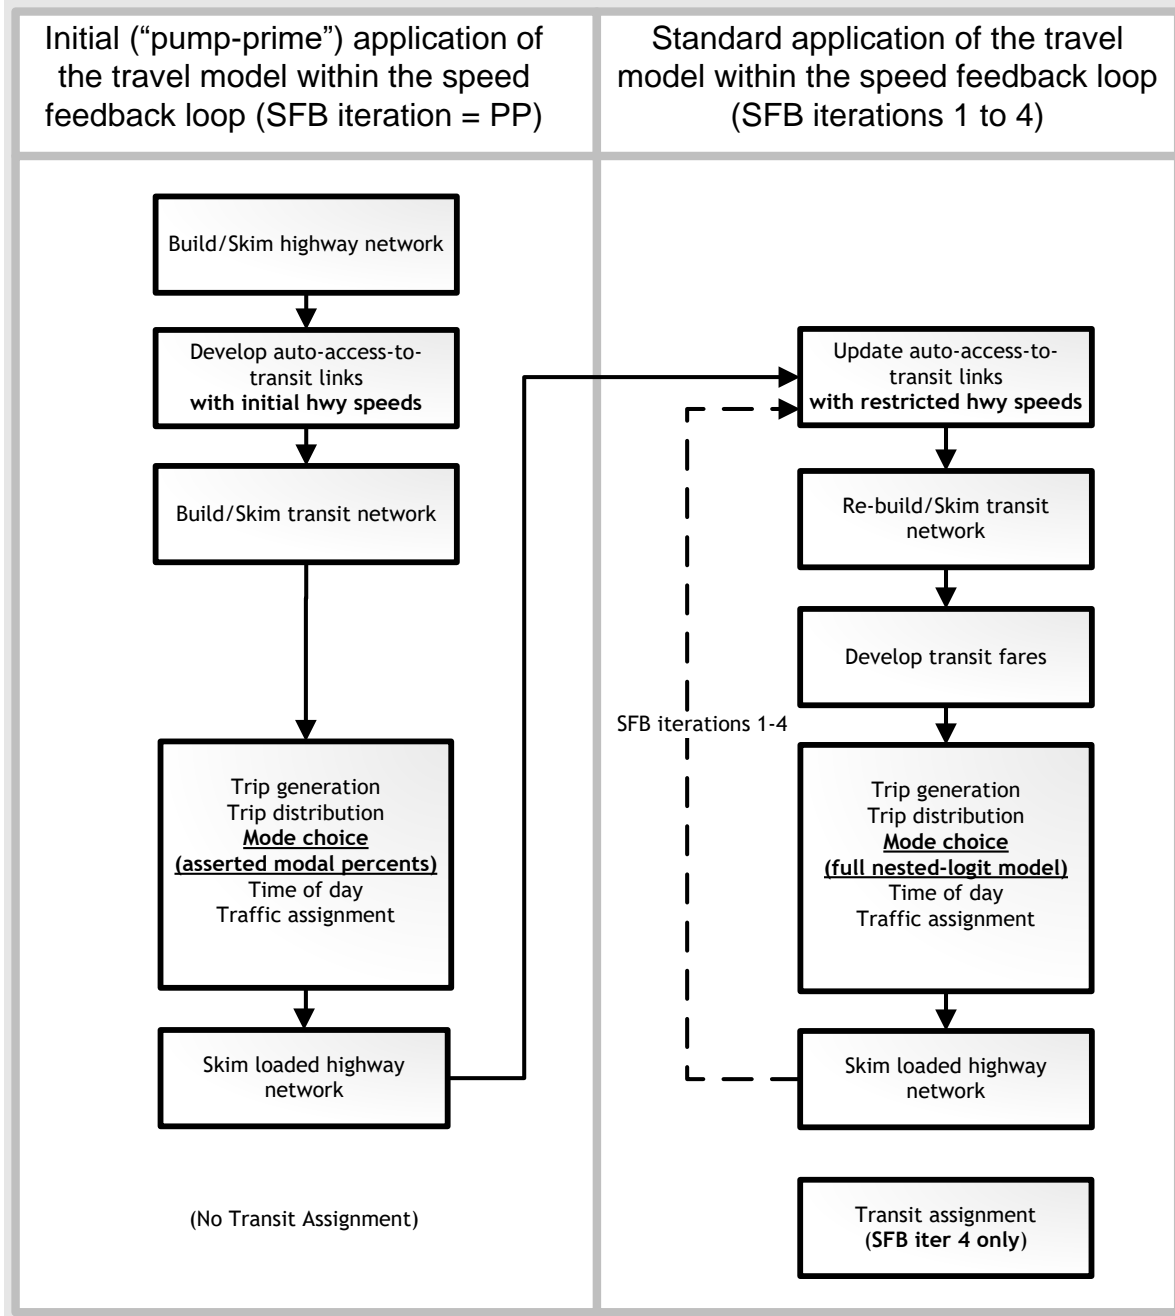 Initial (“pump-prime”) application of
the travel model within the speed
feedback loop (SFB iteration = PP)
Standard application of the travel
model within the speed feedback loop
(SFB iterations 1 to 4)
Build/Skim highway network
Develop auto-access-to-
transit links
with initial hwy speeds
Build/Skim transit network
Trip generation
Trip distribution
Mode choice
(asserted modal percents)
Time of day
Traffic assignment
Skim loaded highway
network
(No Transit Assignment)
Update auto-access-to-
transit links
with restricted hwy speeds
Re-build/Skim transit
network
Develop transit fares
SFB iterations 1-4
Trip generation
Trip distribution
Mode choice
(full nested-logit model)
Time of day
Traffic assignment
Skim loaded highway
network
Transit assignment
(SFB iter 4 only)